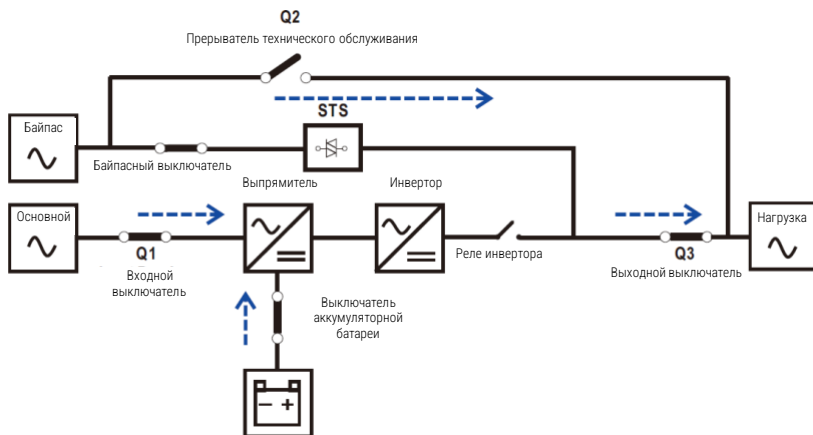 Q2
Прерыватель технического обслуживания
STS
Байпас
Байпасный выключатель
Выпрямитель
Инвертор
Основной
Нагрузка
Q1
Реле инвертора
Q3
Входной
выключатель
Выходной выключатель
Выключатель
аккумуляторной
батареи